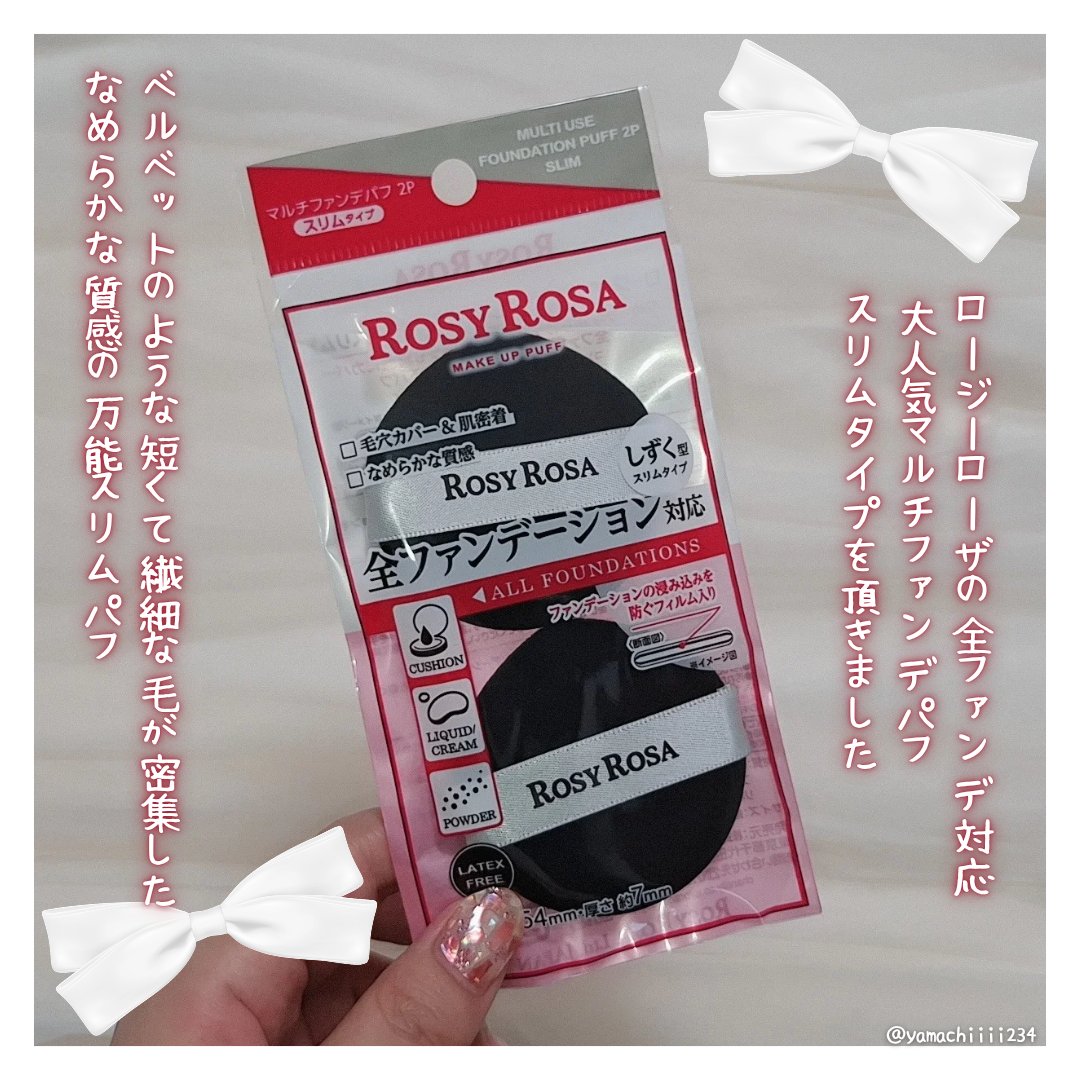 ロージーローザの全ファンデ対応
大人気マルチファンデパフ
スリムタイプを頂きました
ベルベットのような短くて繊細な毛が密集した
なめらかな質感の万能スリムパフ
MULTI USE
FOUNDATION PUFF 2P
SLIM
マルチファンデパフ 2P
スリムタイプ
ROSY ROSA
MAKE UP PUFF
□ 毛穴カバー&肌密着
□ なめらかな質感
ROSY ROSA
しずく型
スリムタイプ
全ファンデーション対応
◀ALL FOUNDATIONS
ファンデーションの浸み込みを
防ぐフィルム入り
〈断面図〉
※イメージ図
CUSHION
LIQUID/
CREAM
POWDER
ROSY ROSA
LATEX
FREE
54mm・厚さ 約7mm
@yamachiiii234